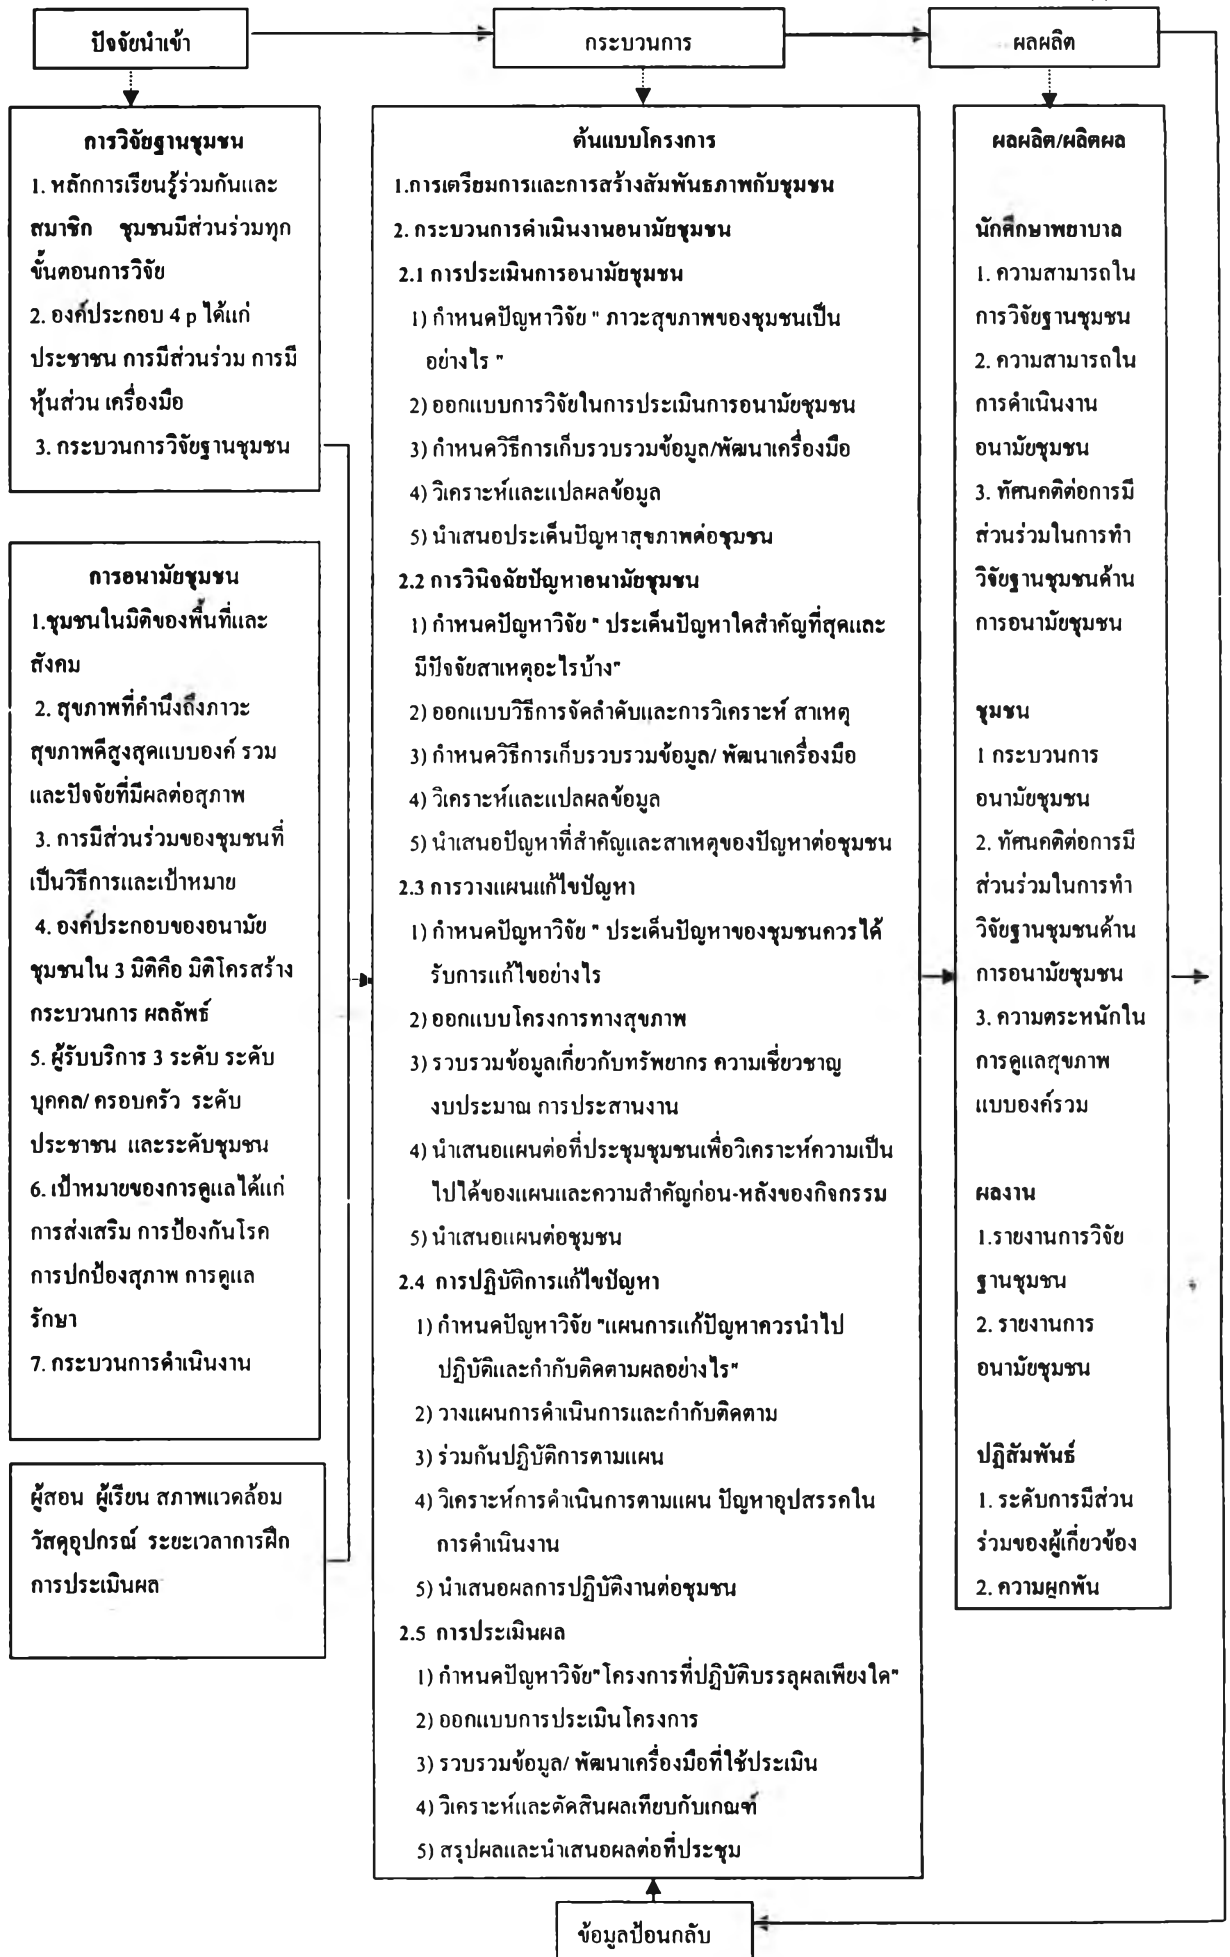 ปัจจัยนำเข้า
กระบวนการ
ผลผลิต
การวิจัยฐานชุมชน
1. หลักการเรียนรู้ร่วมกันและ
สมาชิก ชุมชนมีส่วนร่วมทุก
ขั้นตอนการวิจัย
2. องค์ประกอบ 4 p ได้แก่
ประชาชน การมีส่วนร่วม การมี
หุ้นส่วน เครื่องมือ
3. กระบวนการวิจัยฐานชุมชน
การอนามัยชุมชน
1.ชุมชนในมิติของพื้นที่และ
สังคม
2. สุขภาพที่คำนึงถึงภาวะ
สุขภาพดีสูงสุดแบบองค์ รวม
และปัจจัยที่มีผลต่อสุภาพ
3. การมีส่วนร่วมของชุมชนที่
เป็นวิธีการและเป้าหมาย
4. องค์ประกอบของอนามัย
ชุมชนใน 3 มิติคือ มิติโครสร้าง
กระบวนการ ผลลัพธ์
5. ผู้รับบริการ 3 ระดับ ระดับ
บุคคล/ ครอบครัว ระดับ
ประชาชน และระดับชุมชน
6. เป้าหมายของการดูแลได้แก่
การส่งเสริม การป้องกันโรค
การปกป้องสุภาพ การดูแล
รักษา
7. กระบวนการดำเนินงาน
ผู้สอน ผู้เรียน สภาพแวดล้อม
วัสดุอุปกรณ์ ระยะเวลาการฝึก
การประเมินผล
ต้นแบบโครงการ
1.การเตรียมการและการสร้างสัมพันธภาพกับชุมชน
2. กระบวนการดำเนินงานอนามัยชุมชน
2.1 การประเมินการอนามัยชุมชน
1) กำหนดปัญหาวิจัย " ภาวะสุขภาพของชุมชนเป็น
อย่างไร "
2) ออกแบบการวิจัยในการประเมินการอนามัยชุมชน
3) กำหนดวิธีการเก็บรวบรวมข้อมูล/พัฒนาเครื่องมือ
4) วิเคราะห์และแปลผลข้อมูล
5) นำเสนอประเด็นปัญหาสุขภาพต่อชุมชน
2.2 การวินิจฉัยปัญหาอนามัยชุมชน
1) กำหนดปัญหาวิจัย " ประเด็นปัญหาใดสำคัญที่สุดและ
มีปัจจัยสาเหตุอะไรบ้าง"
2) ออกแบบวิธีการจัดลำดับและการวิเคราะห์ สาเหตุ
3) กำหนดวิธีการเก็บรวบรวมข้อมูล/ พัฒนาเครื่องมือ
4) วิเคราะห์และแปลผลข้อมูล
5) นำเสนอปัญหาที่สำคัญและสาเหตุของปัญหาต่อชุมชน
2.3 การวางแผนแก้ไขปัญหา
1) กำหนดปัญหาวิจัย " ประเด็นปัญหาของชุมชนควรได้
รับการแก้ไขอย่างไร
2) ออกแบบโครงการทางสุขภาพ
3) รวบรวมข้อมูลเกี่ยวกับทรัพยากร ความเชี่ยวชาญ
งบประมาณ การประสานงาน
4) นำเสนอแผนต่อที่ประชุมชุมชนเพื่อวิเคราะห์ความเป็น
ไปได้ของแผนและความสำคัญก่อน-หลังของกิจกรรม
5) นำเสนอแผนต่อชุมชน
2.4 การปฏิบัติการแก้ไขปัญหา
1) กำหนดปัญหาวิจัย "แผนการแก้ปัญหาควรนำไป
ปฏิบัติและกำกับติดตามผลอย่างไร"
2) วางแผนการดำเนินการและกำกับติดตาม
3) ร่วมกันปฏิบัติการตามแผน
4) วิเคราะห์การดำเนินการตามแผน ปัญหาอุปสรรคใน
การดำเนินงาน
5) นำเสนอผลการปฏิบัติงานต่อชุมชน
2.5 การประเมินผล
1) กำหนดปัญหาวิจัย"โครงการที่ปฏิบัติบรรลุผลเพียงใด"
2) ออกแบบการประเมินโครงการ
3) รวบรวมข้อมูล/ พัฒนาเครื่องมือที่ใช้ประเมิน
4) วิเคราะห์และตัดสินผลเทียบกับเกณฑ์
5) สรุปผลและนำเสนอผลต่อที่ประชุม
ผลผลิต/ผลิตผล
นักศึกษาพยาบาล
1. ความสามารถใน
การวิจัยฐานชุมชน
2. ความสามารถใน
การดำเนินงาน
อนามัยชุมชน
3. ทัศนคติต่อการมี
ส่วนร่วมในการทำ
วิจัยฐานชุมชนด้าน
การอนามัยชุมชน
ชุมชน
1 กระบวนการ
อนามัยชุมชน
2. ทัศนคติต่อการมี
ส่วนร่วมในการทำ
วิจัยฐานชุมชนด้าน
การอนามัยชุมชน
3. ความตระหนักใน
การดูแลสุขภาพ
แบบองค์รวม
ผลงาน
1.รายงานการวิจัย
ฐานชุมชน
2. รายงานการ
อนามัยชุมชน
ปฏิสัมพันธ์
1. ระดับการมีส่วน
ร่วมของผู้เกี่ยวข้อง
2. ความผูกพัน
ข้อมูลป้อนกลับ